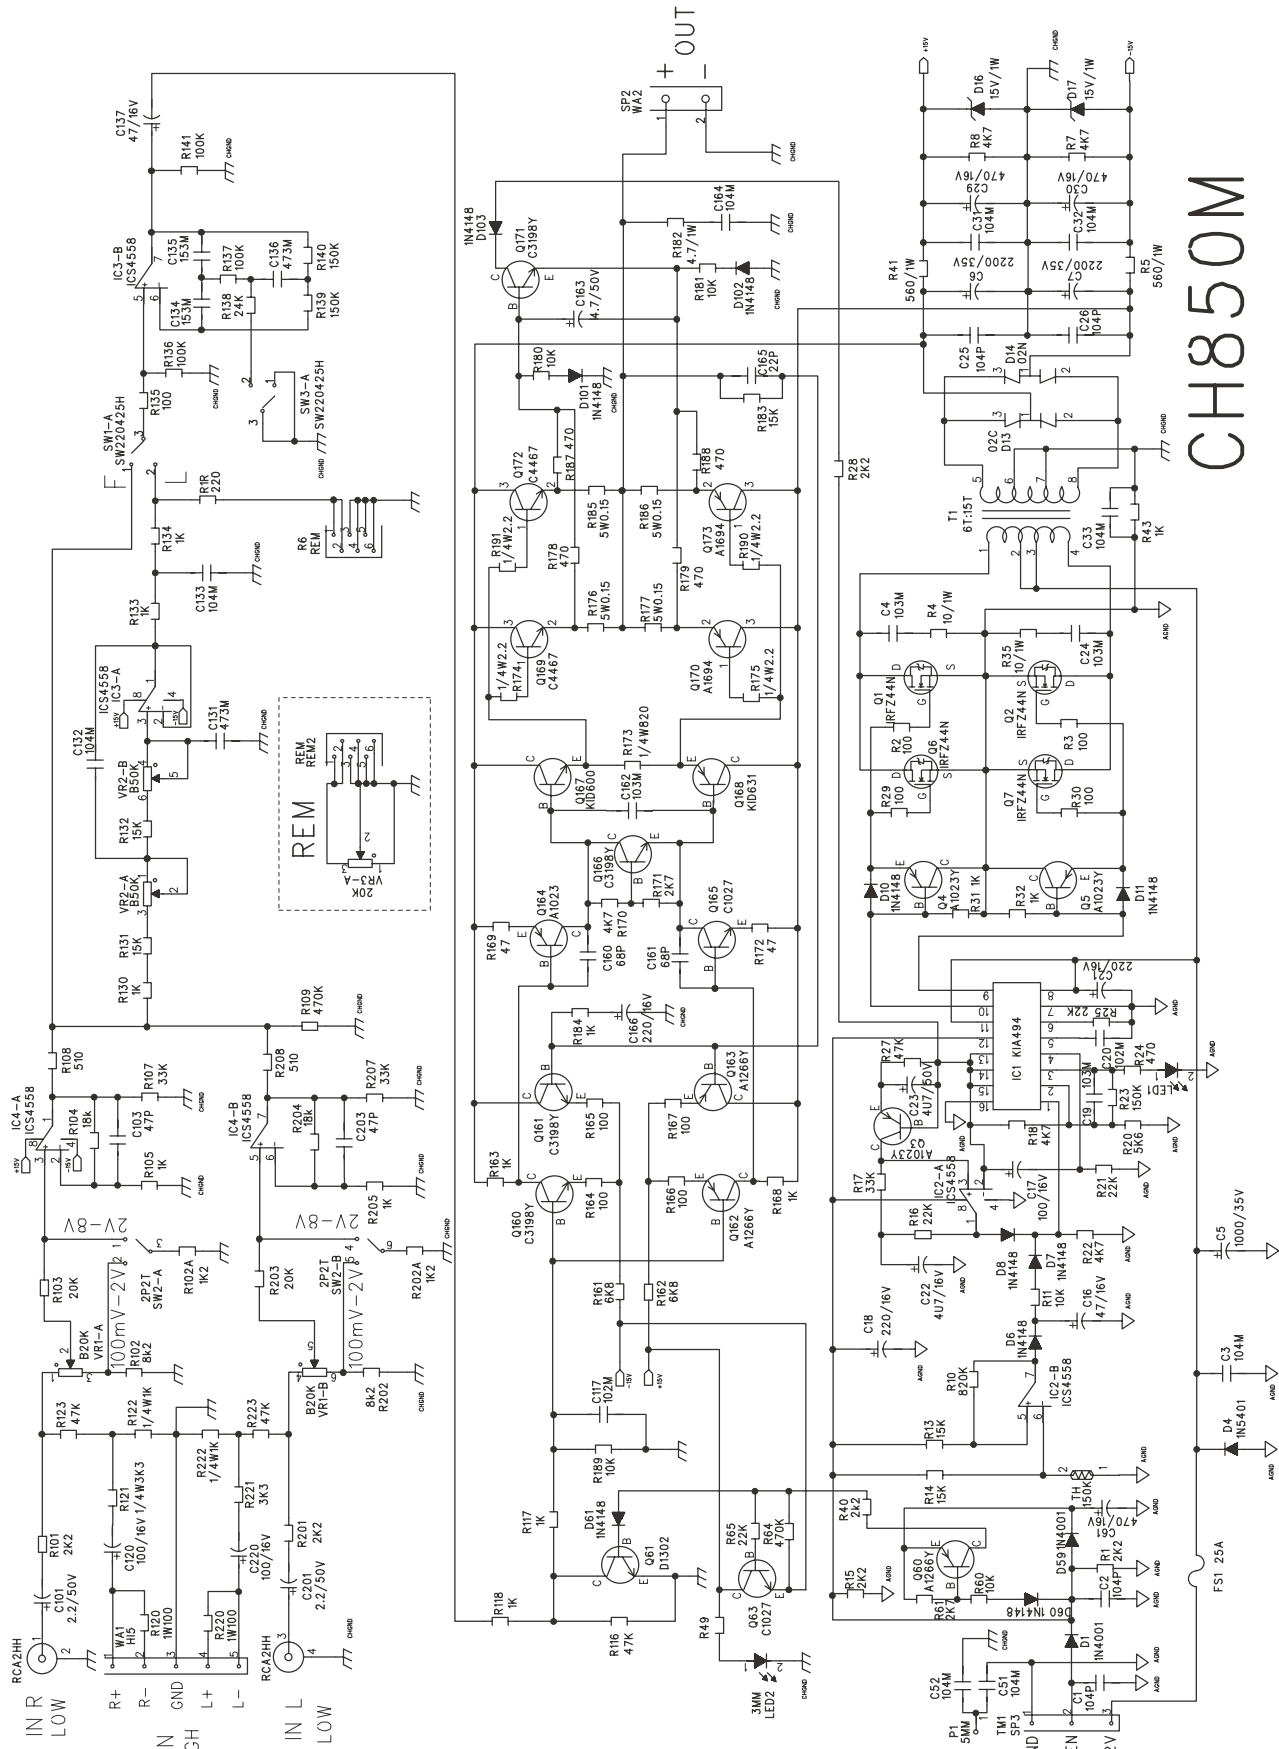 CH850M
IN R
LOW
RCA2HH
1
2
C101
2.2/50V
R101
2K2
R123
47K
B20K
VR1-A
R103
20K
100mV-2V
2V-8V
R102
8k2
2P2T
SW2-A
R102A
1K2
IC4-A
ICS4558
+15V
-15V
R104
18k
C103
47P
R105
1K
R107
33K
R108
510
CHGND
WA1
HI5
R+
R-
GND
L+
L-
R120
1W100
R220
1W100
C120
100/16V
R121
1/4W3K3
R122
1/4W1K
R222
1/4W1K
C220
100/16V
R221
3K3
R223
47K
IN L
LOW
RCA2HH
C201
2.2/50V
R201
2K2
B20K
VR1-B
8k2
R202
R203
20K
100mV-2V
2V-8V
2P2T
SW2-B
R202A
1K2
IC4-B
ICS4558
R204
18k
C203
47P
R205
1K
R207
33K
R208
510
R109
470K
CHGND
R130
1K
R131
15K
VR2-A
B50K
R132
15K
VR2-B
B50K
C132
104M
C131
473M
ICS4558
IC3-A
+15V
-15V
R133
1K
C133
104M
R134
1K
R1R
220
R6
REM
F
L
SW1-A
SW220425H
R135
100
R136
100K
SW3-A
SW220425H
IC3-B
ICS4558
C134
153M
C135
153M
R138
24K
R137
100K
C136
473M
R139
150K
R140
150K
R141
100K
C137
47/16V
REM
REM
REM2
20K
VR3-A
R118
1K
R116
47K
R117
1K
D61
1N4148
Q61
D1302
R65
22K
R64
470K
Q63
C1027
R49
3MM
LED2
R189
10K
C117
102M
-15V
+15V
R161
6K8
R162
6K8
Q160
C3198Y
R163
1K
R164
100
Q161
C3198Y
R165
100
R166
100
Q162
A1266Y
R168
1K
R167
100
Q163
A1266Y
R184
1K
C166
220/16V
R169
47
Q164
A1023
C160
68P
4K7
R170
C161
68P
Q165
C1027
R172
47
Q166
C3198Y
R171
2K7
Q167
KID600
C162
103M
R173
1/4W820
Q168
KID631
1/4W2.2
R174
Q169
C4467
Q170
A1694
R175
1/4W2.2
R176
5W0.15
R177
5W0.15
R178
470
R179
470
R191
1/4W2.2
Q172
C4467
R187 470
R185
5W0.15
R186
5W0.15
R188
470
Q173
A1694
R190
1/4W2.2
R180
10K
D101
1N4148
R183
15K
C165
22P
1N4148
D103
Q171
C3198Y
C163
4.7/50V
R181
10K
D102
1N4148
R182
4.7/1W
C164
104M
SP2
WA2
+
-
OUT
CHGND
R28
2K2
P1
5MM
C52
104M
C51
104M
TM1
SP3
C1
104P
D1
1N4001
D60 1N4148
C2
104P
R1
2K2
D59 1N4001
C61
470/16V
R15
2K2
Q60
A1266Y
R61
2K7
R60
10K
R40
2k2
R14
15K
R13
15K
TH
150K
R10
820K
IC2-B
ICS4558
D6
1N4148
C16
47/16V
R11
10K
D7
1N4148
R22
4K7
C18
220/16V
C22
4U7/16V
D8
1N4148
R16
22K
R17
33K
IC2-A
ICS4558
Q3
A1023Y
C23
4U7/50V
R27
47K
C17
100/16V
R18
4K7
R21
22K
R20
5K6
R23
150K
C19
103M
C20
102M
R24
470
LED1
IC1 KIA494
R25 22K
C21
220/16V
AGND
FS1 25A
D4
1N5401
C3
104M
C5
1000/35V
D10
1N4148
Q4
A1023Y
R31 1K
R32
1K
Q5
A1023Y
D11
1N4148
R29
100
R30
100
R2
100
R3
100
Q1
IRFZ44N
Q2
IRFZ44N
Q6
IRFZ44N
Q7
IRFZ44N
C4
103M
R4
10/1W
R35
10/1W
C24
103M
T1
6T:15T
C33
104M
R43
1K
02C
D13
D14
02N
C25
104P
C26
104P
R41
560/1W
2200/35V
C6
2200/35V
C7
R5
560/1W
C31
104M
C32
104M
470/16V
C29
470/16V
C30
R8
4K7
R7
4K7
D16
15V/1W
D17
15V/1W
+15V
CHGND
-15V